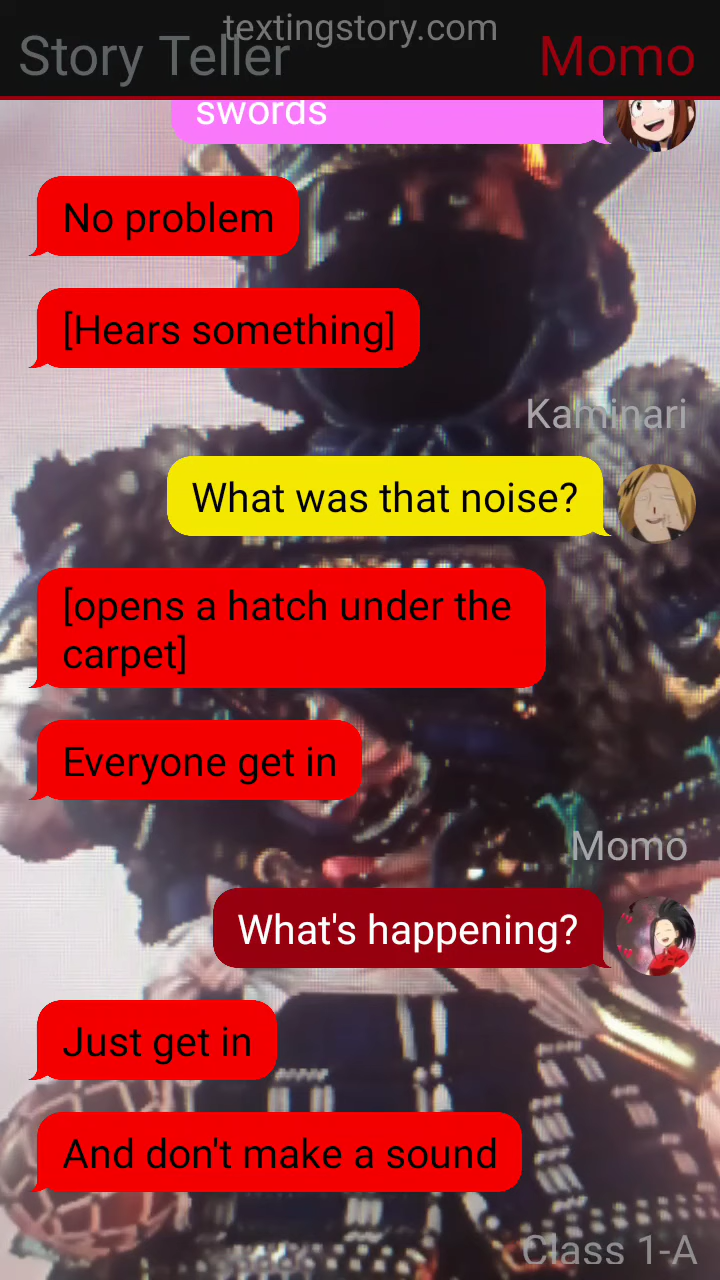 textingstory.com
Story Teller
Momo
swords
No problem
[Hears something]
Kaminari
What was that noise?
[opens a hatch under the
carpet]
Everyone get in
Momo
What's happening?
Just get in
And don't make a sound
Class 1-A